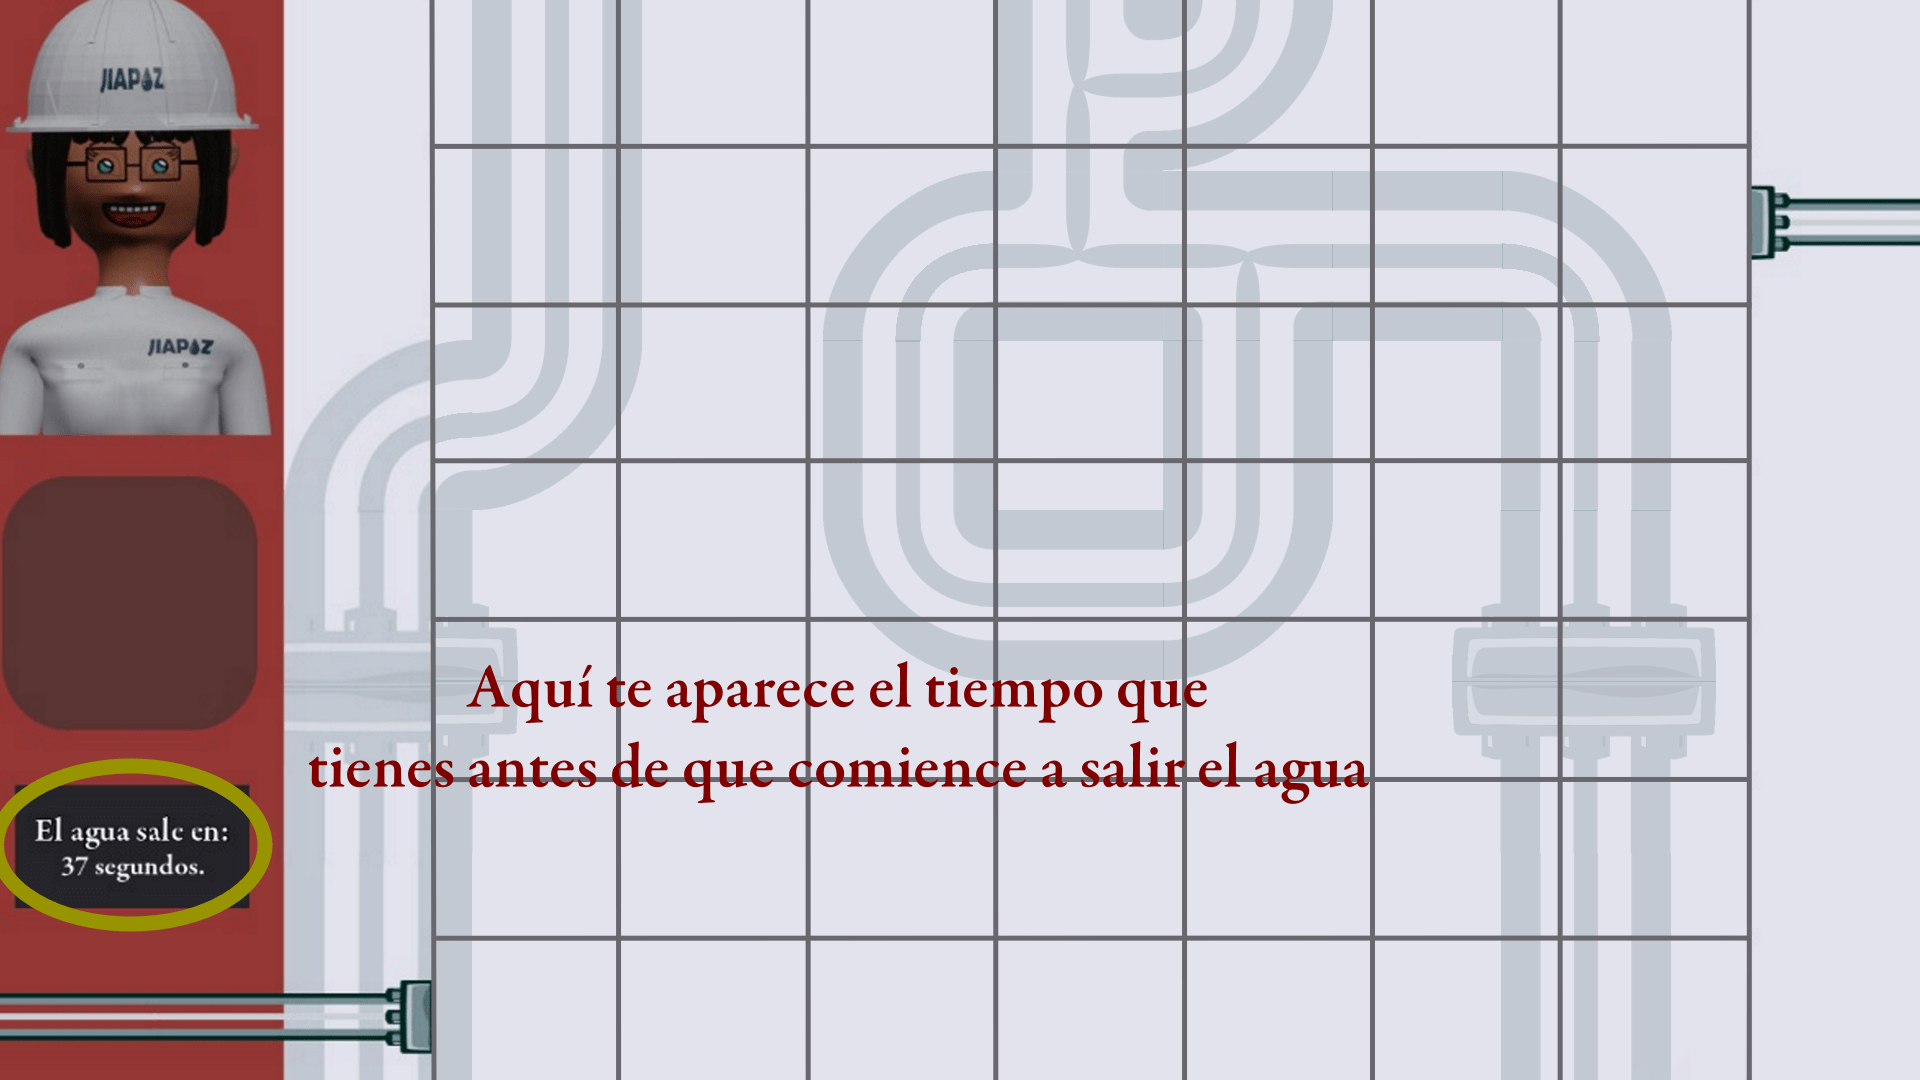 JIAPAZ
JIAPAZ
Aquí te aparece el tiempo que
tienes antes de que comience a salir el agua
El agua sale en:
37 segundos.